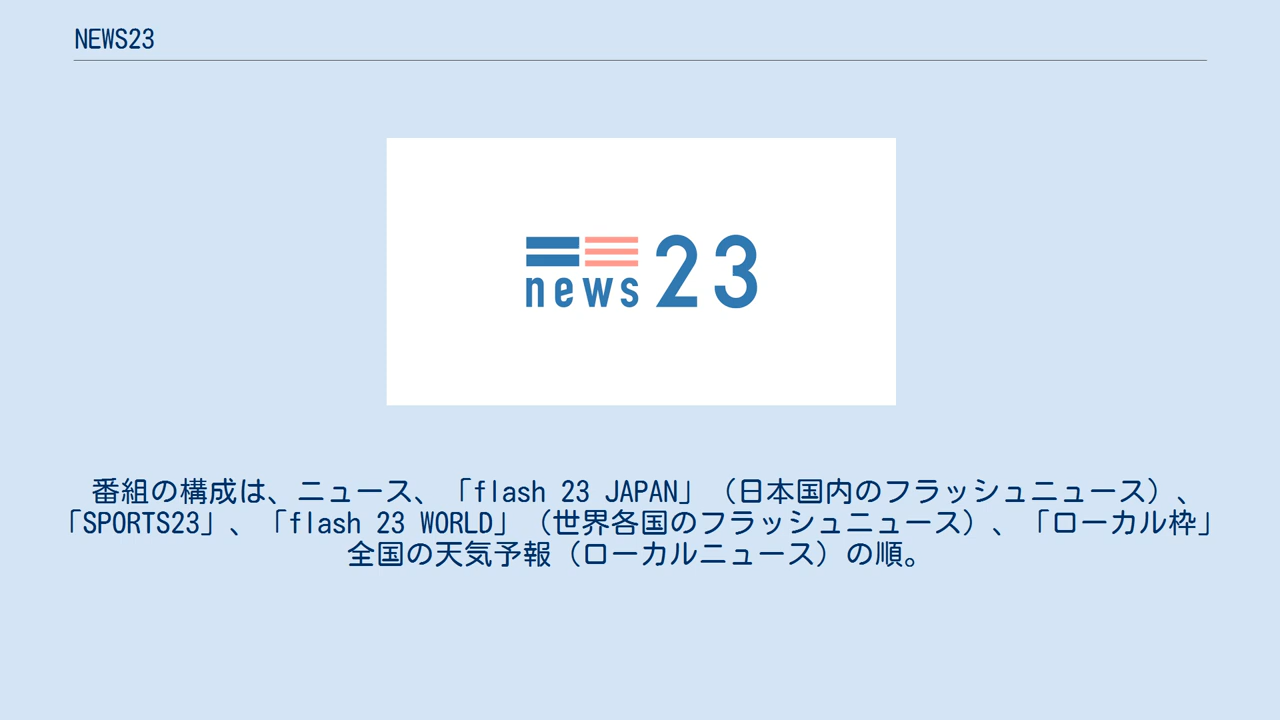 NEWS23
news 23
番組の構成は、ニュース、「flash 23 JAPAN」（日本国内のフラッシュニュース）、
「SPORTS23」、「flash 23 WORLD」（世界各国のフラッシュニュース）、「ローカル枠」
全国の天気予報（ローカルニュース）の順。